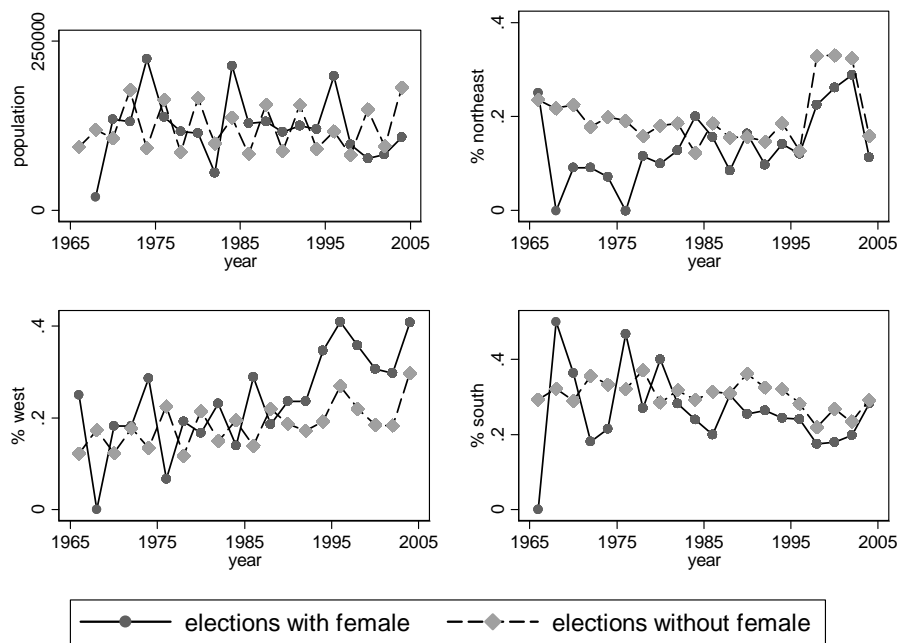 250000
population
0
1965 1975 1985 1995 2005
year
.4
% northeast
.2
0
1965 1975 1985 1995 2005
year
.4
% west
.2
0
1965 1975 1985 1995 2005
year
.4
% south
.2
0
1965 1975 1985 1995 2005
year
elections with female elections without female